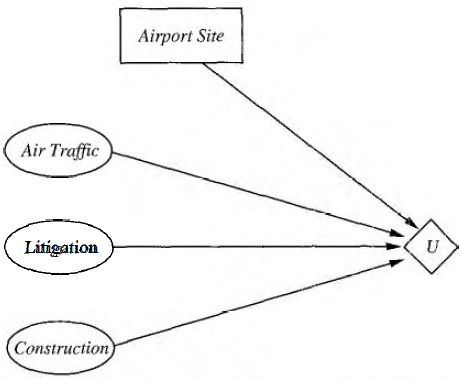 Airport Site
Air Traffic
Litigation
U
Construction